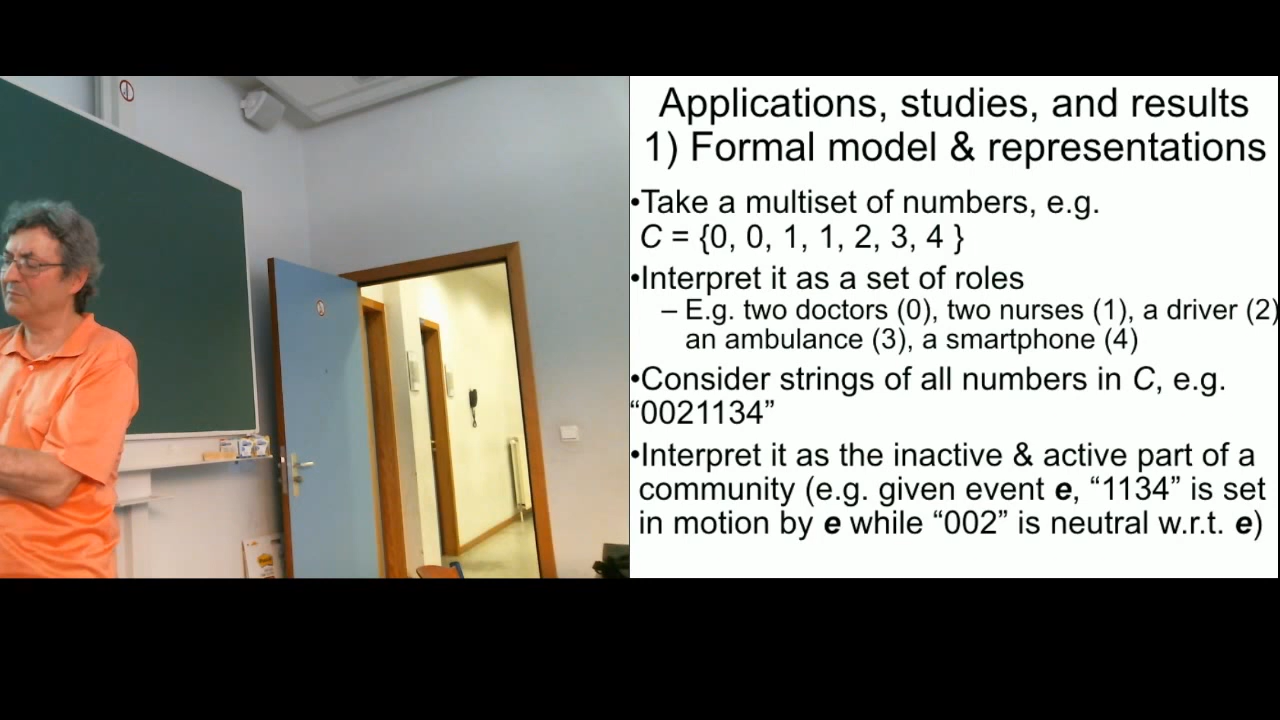 Applications, studies, and results
1) Formal model & representations
•Take a multiset of numbers, e.g.
C = {0, 0, 1, 1, 2, 3, 4 }
•Interpret it as a set of roles
– E.g. two doctors (0), two nurses (1), a driver (2)
an ambulance (3), a smartphone (4)
•Consider strings of all numbers in C, e.g.
“0021134”
•Interpret it as the inactive & active part of a
community (e.g. given event e, “1134” is set
in motion by e while “002” is neutral w.r.t. e)